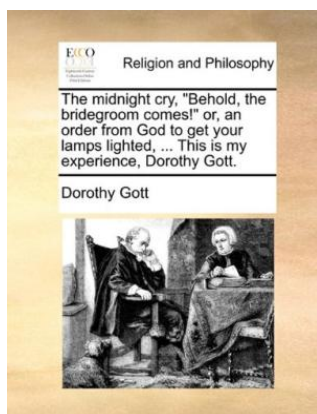 ECCO
Religion and Philosophy
The midnight cry, "Behold, the
bridegroom comes!" or, an
order from God to get your
lamps lighted, ... This is my
experience, Dorothy Gott.
Dorothy Gott